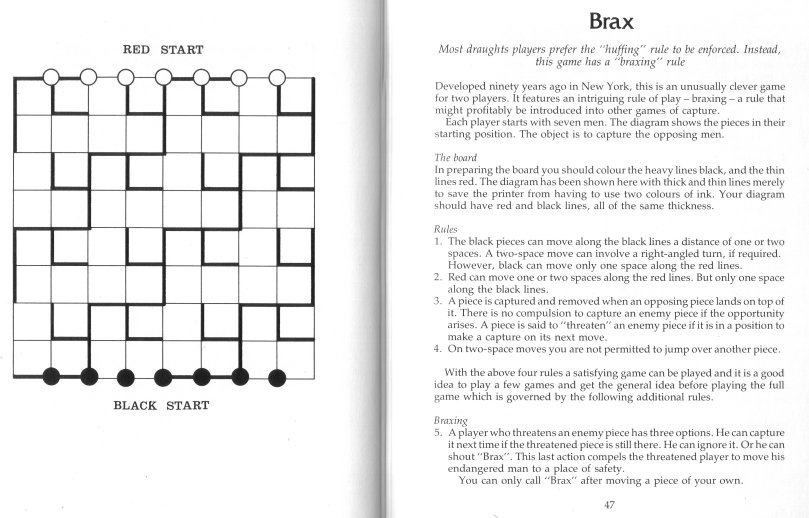 RED START
BLACK START
Brax
Most draughts players prefer the "huffing" rule to be enforced. Instead,
this game has a "braxing" rule
Developed ninety years ago in New York, this is an unusually clever game
for two players. It features an intriguing rule of play – braxing – a rule that
might profitably be introduced into other games of capture.
Each player starts with seven men. The diagram shows the pieces in their
starting position. The object is to capture the opposing men.
The board
In preparing the board you should colour the heavy lines black, and the thin
lines red. The diagram has been shown here with thick and thin lines merely
to save the printer from having to use two colours of ink. Your diagram
should have red and black lines, all of the same thickness.
Rules
1. The black pieces can move along the black lines a distance of one or two
spaces. A two-space move can involve a right-angled turn, if required.
However, black can move only one space along the red lines.
2. Red can move one or two spaces along the red lines. But only one space
along the black lines.
3. A piece is captured and removed when an opposing piece lands on top of
it. There is no compulsion to capture an enemy piece if the opportunity
arises. A piece is said to "threaten" an enemy piece if it is in a position to
make a capture on its next move.
4. On two-space moves you are not permitted to jump over another piece.
With the above four rules a satisfying game can be played and it is a good
idea to play a few games and get the general idea before playing the full
game which is governed by the following additional rules.
Braxing
5. A player who threatens an enemy piece has three options. He can capture
it next time if the threatened piece is still there. He can ignore it. Or he can
shout "Brax". This last action compels the threatened player to move his
endangered man to a place of safety.
You can only call "Brax" after moving a piece of your own.
47